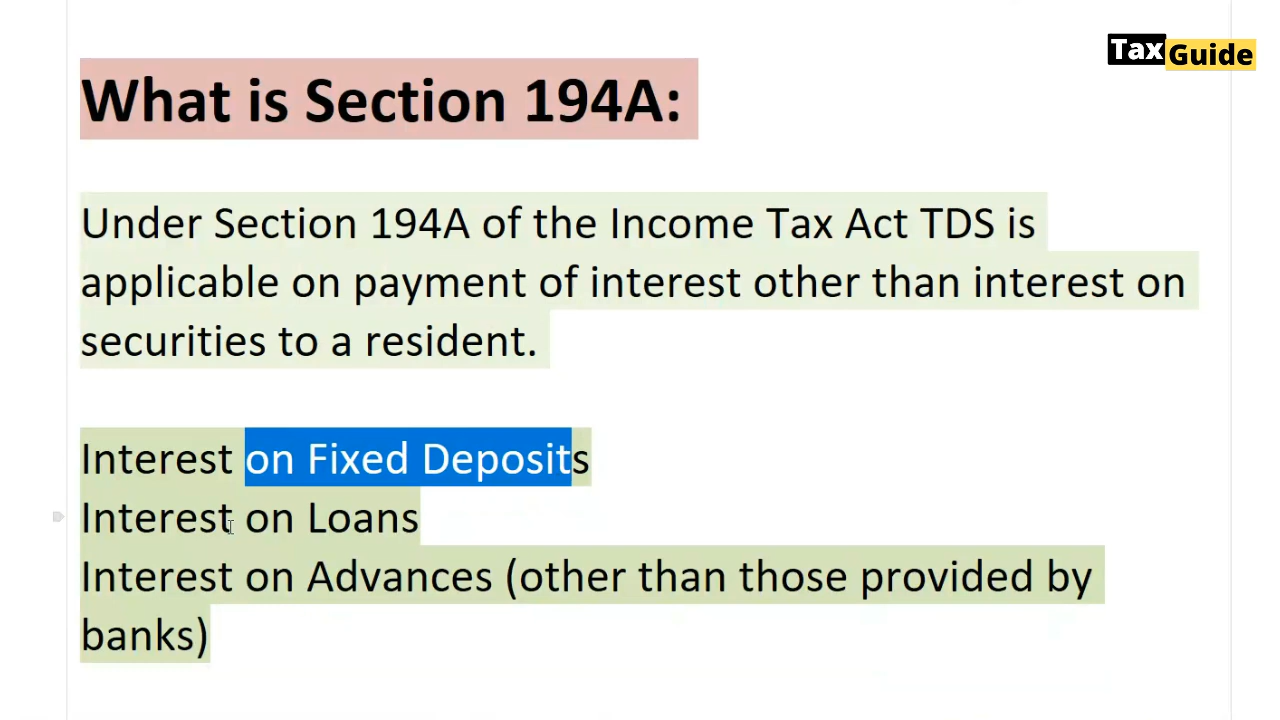 Tax Guide
What is Section 194A:
Under Section 194A of the Income Tax Act TDS is
applicable on payment of interest other than interest on
securities to a resident.
Interest on Fixed Deposits
Interest on Loans
Interest on Advances (other than those provided by
banks)